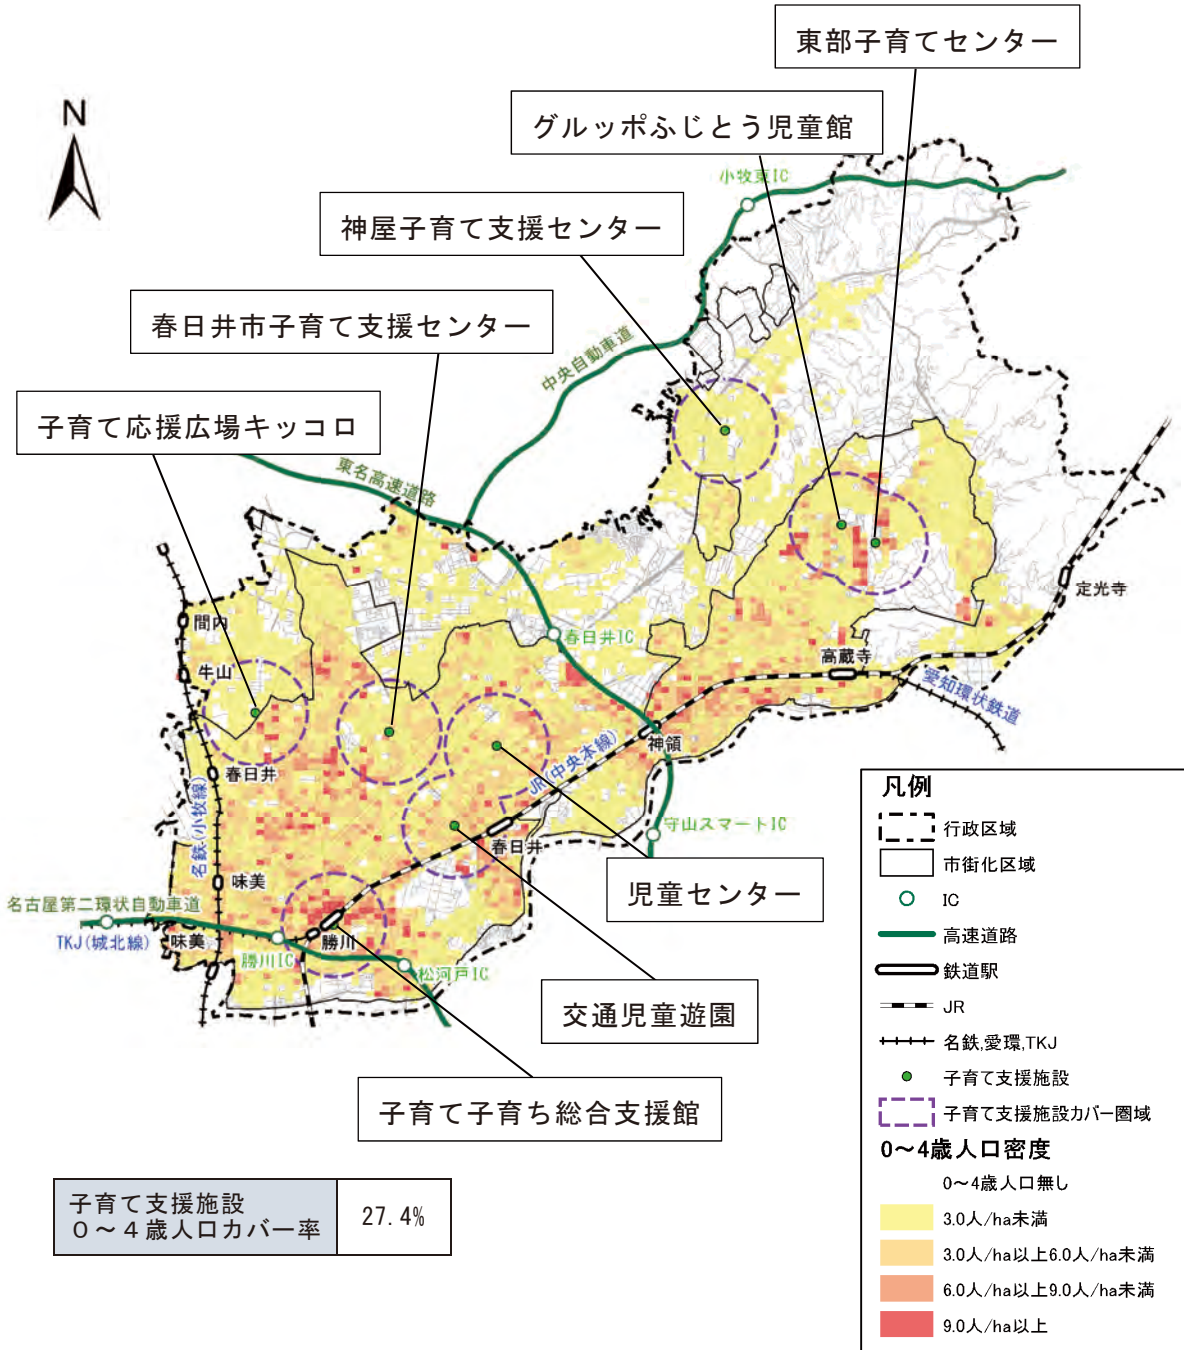 東部子育てセンター
グルッポふじとう児童館
N
小牧東IC
神屋子育て支援センター
春日井市子育て支援センター
中央自動車道
子育て応援広場キッコロ
東名高速道路
間内
定光寺
春日井IC
牛山
高蔵寺
愛知環状鉄道
神領
JR(中央本線)
春日井
名鉄(小牧線)
守山スマートIC
春日井
味美
児童センター
名古屋第二環状自動車道
TKJ(城北線)
味美
勝川
勝川IC
松河戸IC
交通児童遊園
子育て子育ち総合支援館
子育て支援施設
0～4歳人口カバー率
27.4%
凡例
行政区域
市街化区域
IC
高速道路
鉄道駅
JR
名鉄,愛環,TKJ
子育て支援施設
子育て支援施設カバー圏域
0～4歳人口密度
0～4歳人口無し
3.0人/ha未満
3.0人/ha以上6.0人/ha未満
6.0人/ha以上9.0人/ha未満
9.0人/ha以上